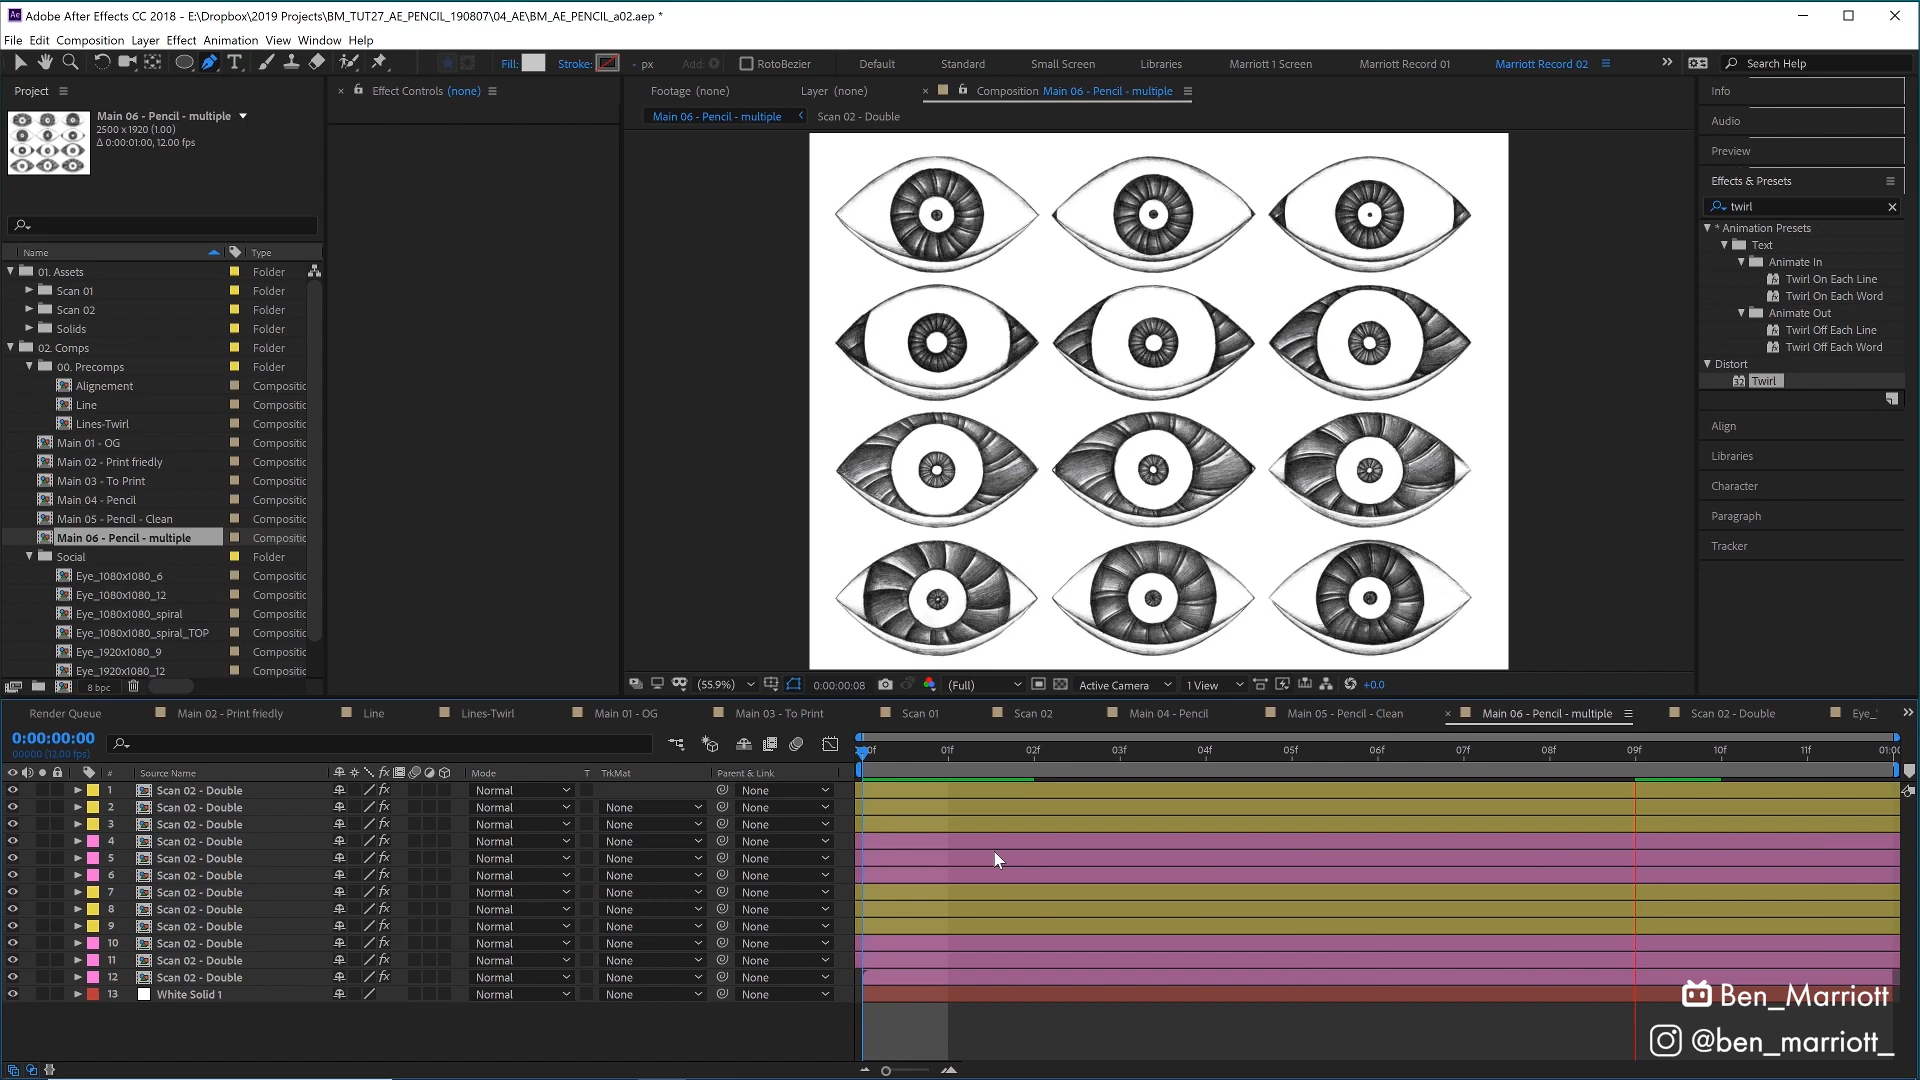 Adobe After Effects CC 2018 - E:\Dropbox\2019 Projects\BM_TUT27_AE_PENCIL_190807\04_AE\BM_AE_PENCIL_a02.aep *
File Edit Composition Layer Effect Animation View Window Help
Fill: Stroke: - px Add: RotoBezier Default Standard Small Screen Libraries Marriott 1 Screen Marriott Record 01 Marriott Record 02 Search Help
Project
Effect Controls (none)
Footage (none) Layer (none) Composition Main 06 - Pencil - multiple
Main 06 - Pencil - multiple Scan 02 - Double
Main 06 - Pencil - multiple
2500 x 1920 (1.00)
Δ 0:00:01:00, 12.00 fps
Name Type
01. Assets Folder
Scan 01 Folder
Scan 02 Folder
Solids Folder
02. Comps Folder
00. Precomps Folder
Alignement Compositic
Line Compositic
Lines-Twirl Compositic
Main 01 - OG Compositic
Main 02 - Print friedly Compositic
Main 03 - To Print Compositic
Main 04 - Pencil Compositic
Main 05 - Pencil - Clean Compositic
Main 06 - Pencil - multiple Compositic
Social Folder
Eye_1080x1080_6 Compositic
Eye_1080x1080_12 Compositic
Eye_1080x1080_spiral Compositic
Eye_1080x1080_spiral_TOP Compositic
Eye_1920x1080_9 Compositic
Eye_1920x1080_12 Compositic
8 bpc
(55.9%) 0:00:00:08 (Full) Active Camera 1 View +0.0
Info
Audio
Preview
Effects & Presets
twirl
* Animation Presets
Text
Animate In
Twirl On Each Line
Twirl On Each Word
Animate Out
Twirl Off Each Line
Twirl Off Each Word
Distort
32 Twirl
Align
Libraries
Character
Paragraph
Tracker
Render Queue Main 02 - Print friedly Line Lines-Twirl Main 01 - OG Main 03 - To Print Scan 01 Scan 02 Main 04 - Pencil Main 05 - Pencil - Clean Main 06 - Pencil - multiple Scan 02 - Double Eye_
0:00:00:00
00000 (12.00 fps)
00f 01f 02f 03f 04f 05f 06f 07f 08f 09f 10f 11f 01:00
# Source Name fx Mode T TrkMat Parent & Link
1 Scan 02 - Double fx Normal None
2 Scan 02 - Double fx Normal None None
3 Scan 02 - Double fx Normal None None
4 Scan 02 - Double fx Normal None None
5 Scan 02 - Double fx Normal None None
6 Scan 02 - Double fx Normal None None
7 Scan 02 - Double fx Normal None None
8 Scan 02 - Double fx Normal None None
9 Scan 02 - Double fx Normal None None
10 Scan 02 - Double fx Normal None None
11 Scan 02 - Double fx Normal None None
12 Scan 02 - Double fx Normal None None
13 White Solid 1 Normal None None
Ben_Marriott
@ben_marriott_